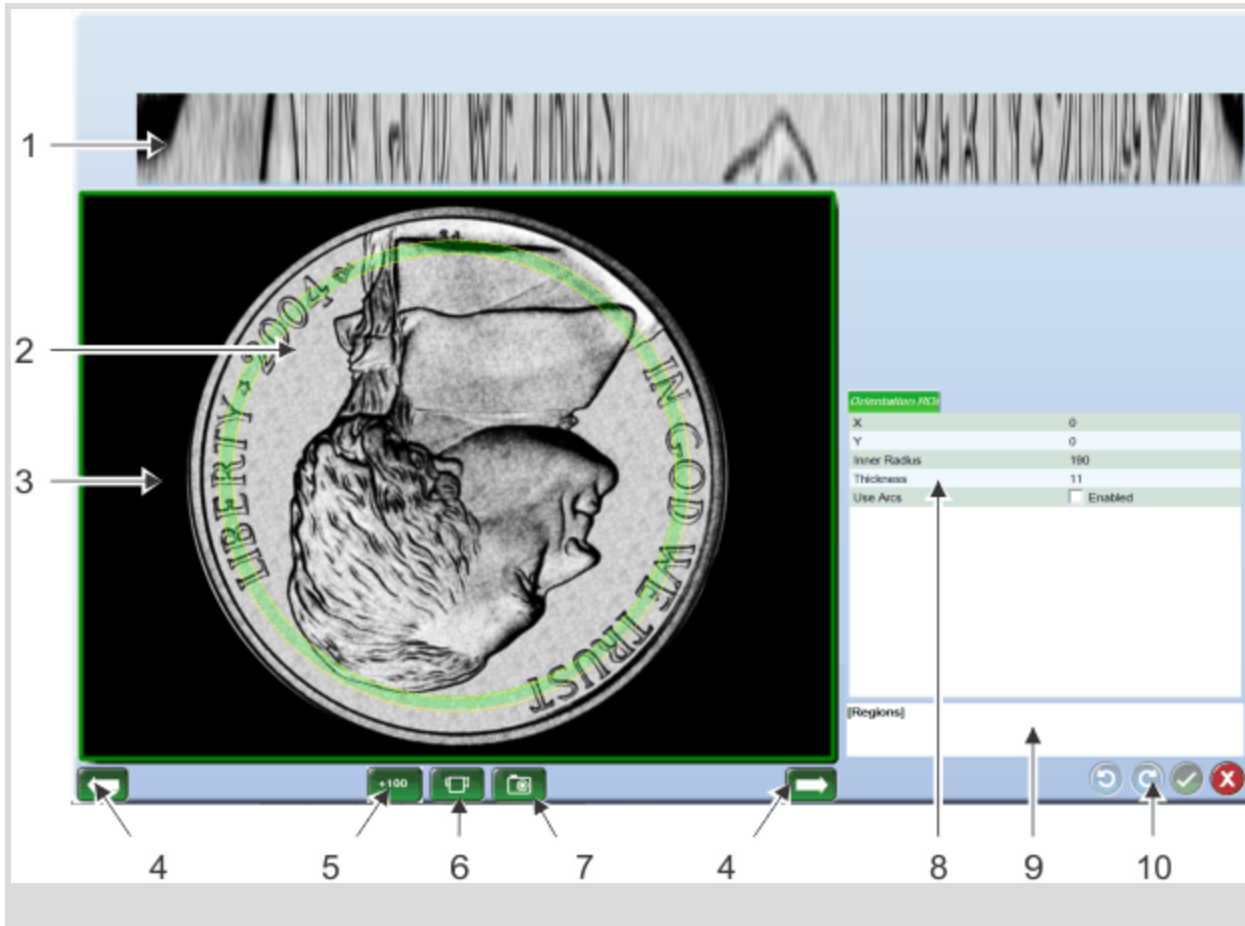 1
2
3
LIBERTY · 2004
IN GOD WE TRUST
Orientation ROI
X 0
Y 0
Inner Radius 190
Thickness 11
Use Arcs Enabled
[Regions]
+100
4 5 6 7 4 8 9 10